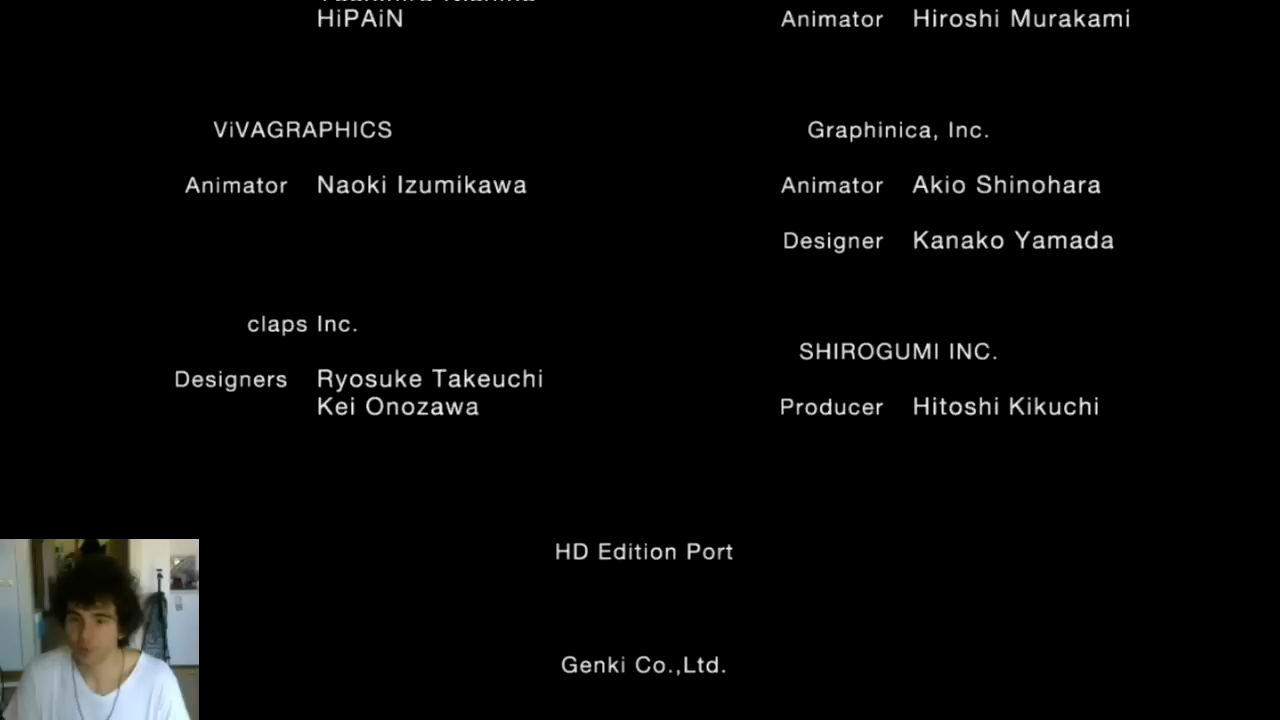 HiPAiN
Animator Hiroshi Murakami
ViVAGRAPHICS
Animator Naoki Izumikawa
Graphinica, Inc.
Animator Akio Shinohara
Designer Kanako Yamada
claps Inc.
Designers Ryosuke Takeuchi
Kei Onozawa
SHIROGUMI INC.
Producer Hitoshi Kikuchi
HD Edition Port
Genki Co.,Ltd.